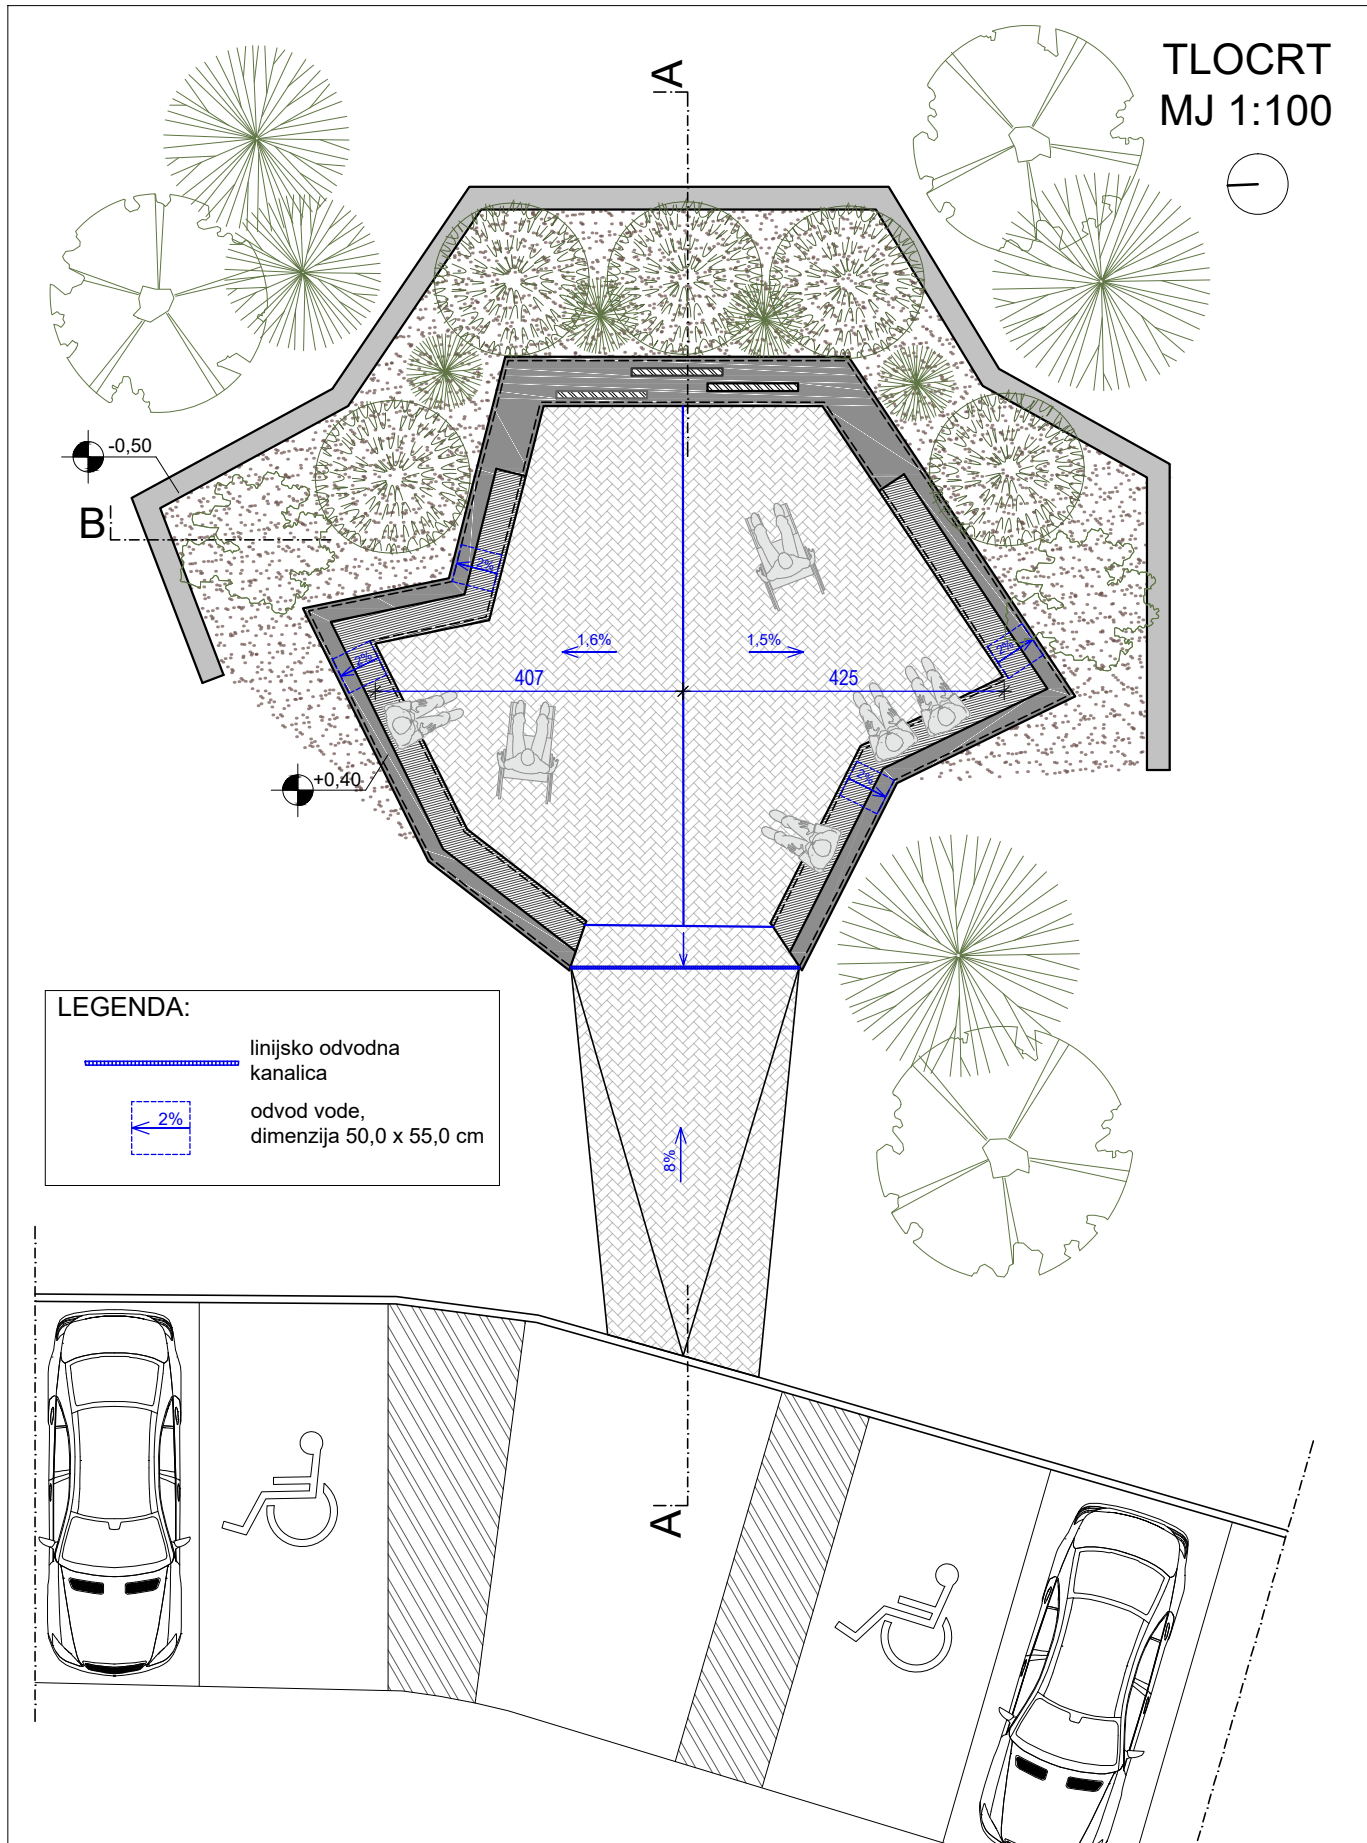 TLOCRT
MJ 1:100
A
-0,50
B
2%
1,6%
1,5%
2%
2%
407
425
+0,40
2%
LEGENDA:
linijsko odvodna
kanalica
2%
odvod vode,
dimenzija 50,0 x 55,0 cm
8%
A